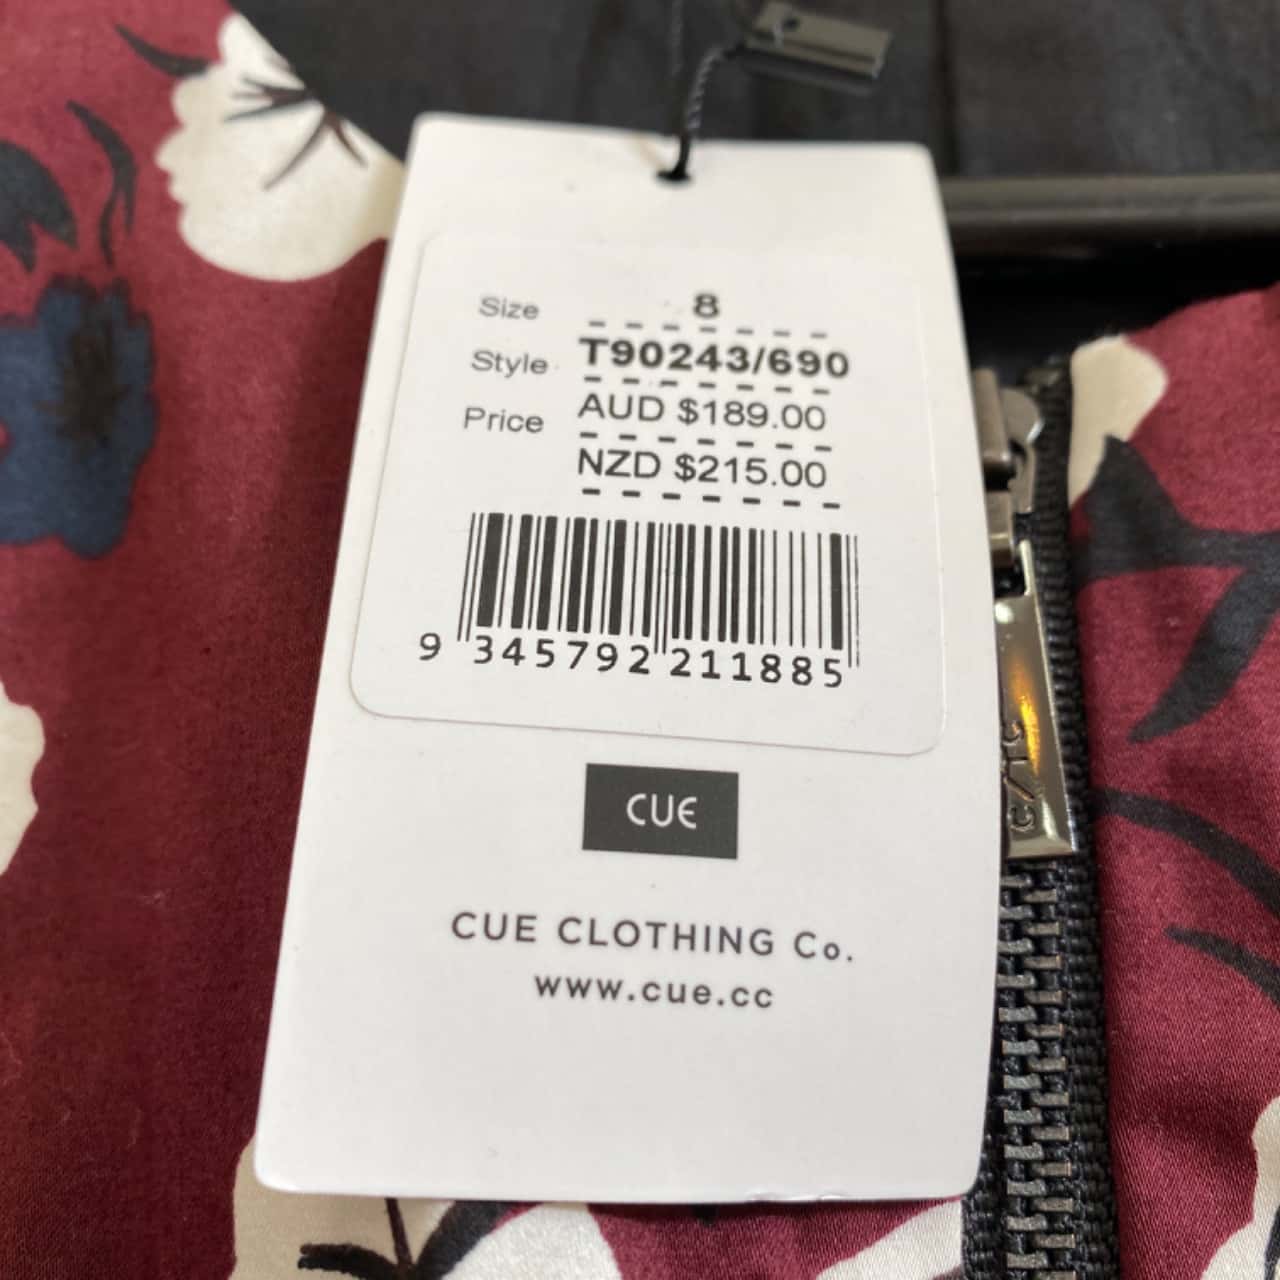 Size 8
Style T90243/690
Price AUD $189.00
NZD $215.00
9 345792 211885
CUE
CUE CLOTHING Co.
www.cue.cc